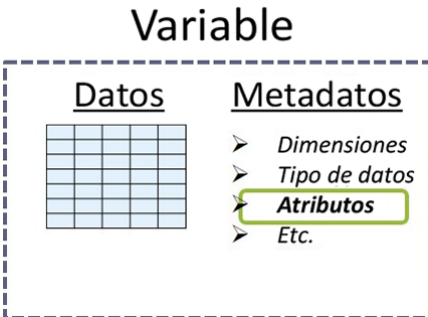 Variable
Datos
Metadatos
Dimensiones
Tipo de datos
Atributos
Etc.